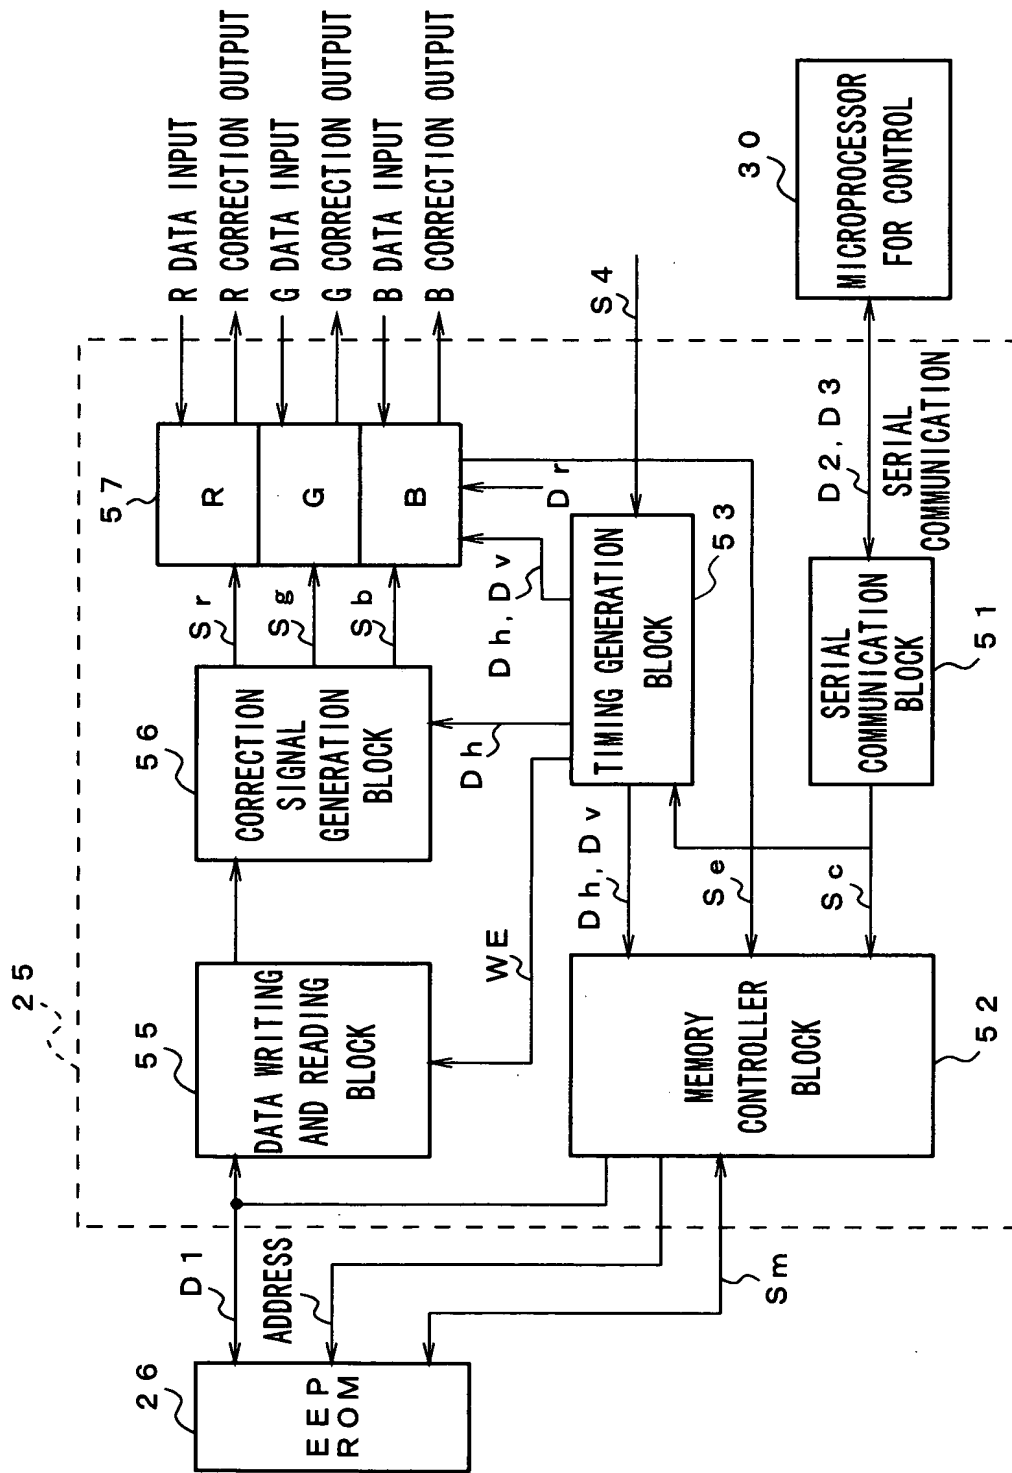 25
57
R DATA INPUT
R CORRECTION OUTPUT
G DATA INPUT
G CORRECTION OUTPUT
B DATA INPUT
B CORRECTION OUTPUT
26
EEP
ROM
D1
ADDRESS
Sm
55
DATA WRITING
AND READING
BLOCK
56
CORRECTION
SIGNAL
GENERATION
BLOCK
Sr
Sg
Sb
R
G
B
WE
Dh
Dh, Dv
Dr
S4
TIMING GENERATION
BLOCK
53
Dh, Dv
Se
Sc
MEMORY
CONTROLLER
BLOCK
52
SERIAL
COMMUNICATION
BLOCK
51
D2, D3
SERIAL
COMMUNICATION
30
MICROPROCESSOR
FOR CONTROL